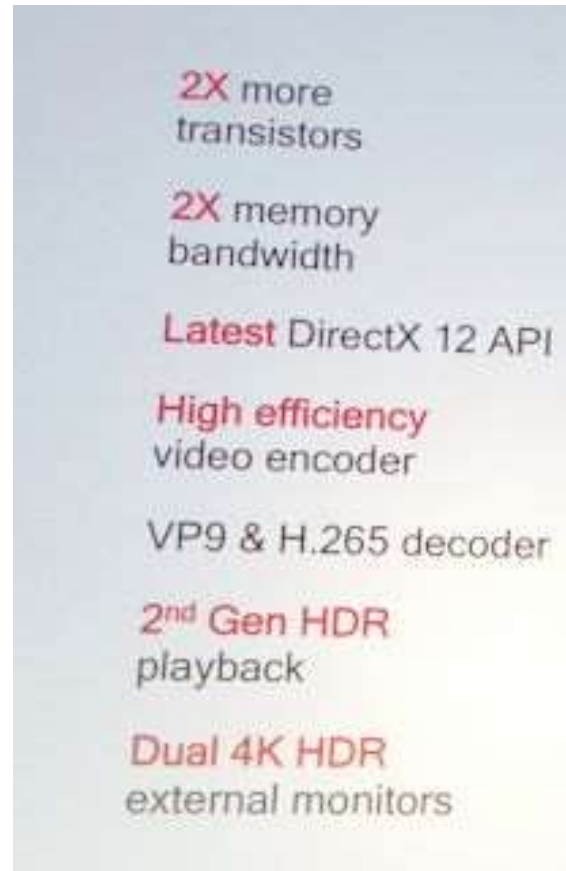 2X more
transistors
2X memory
bandwidth
Latest DirectX 12 API
High efficiency
video encoder
VP9 & H.265 decoder
2nd Gen HDR
playback
Dual 4K HDR
external monitors